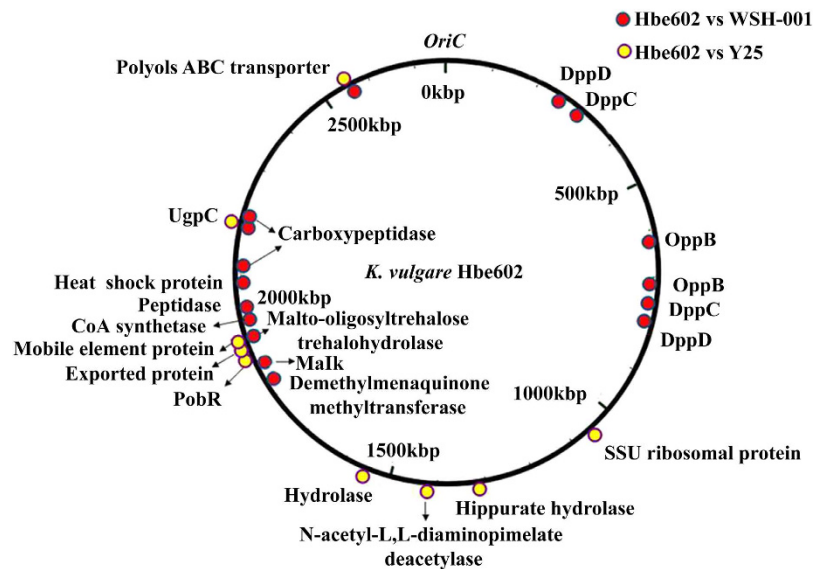 Hbe602 vs WSH-001
Hbe602 vs Y25
OriC
Polyols ABC transporter
0kbp
DppD
DppC
2500kbp
500kbp
UgpC
Carboxypeptidase
OppB
K. vulgare Hbe602
Heat shock protein
OppB
Peptidase
2000kbp
DppC
CoA synthetase
Malto-oligosyltrehalose
trehalohydrolase
DppD
Mobile element protein
MaIk
Exported protein
Demethylmenaquinone
methyltransferase
PobR
1000kbp
SSU ribosomal protein
1500kbp
Hydrolase
Hippurate hydrolase
N-acetyl-L,L-diaminopimelate
deacetylase